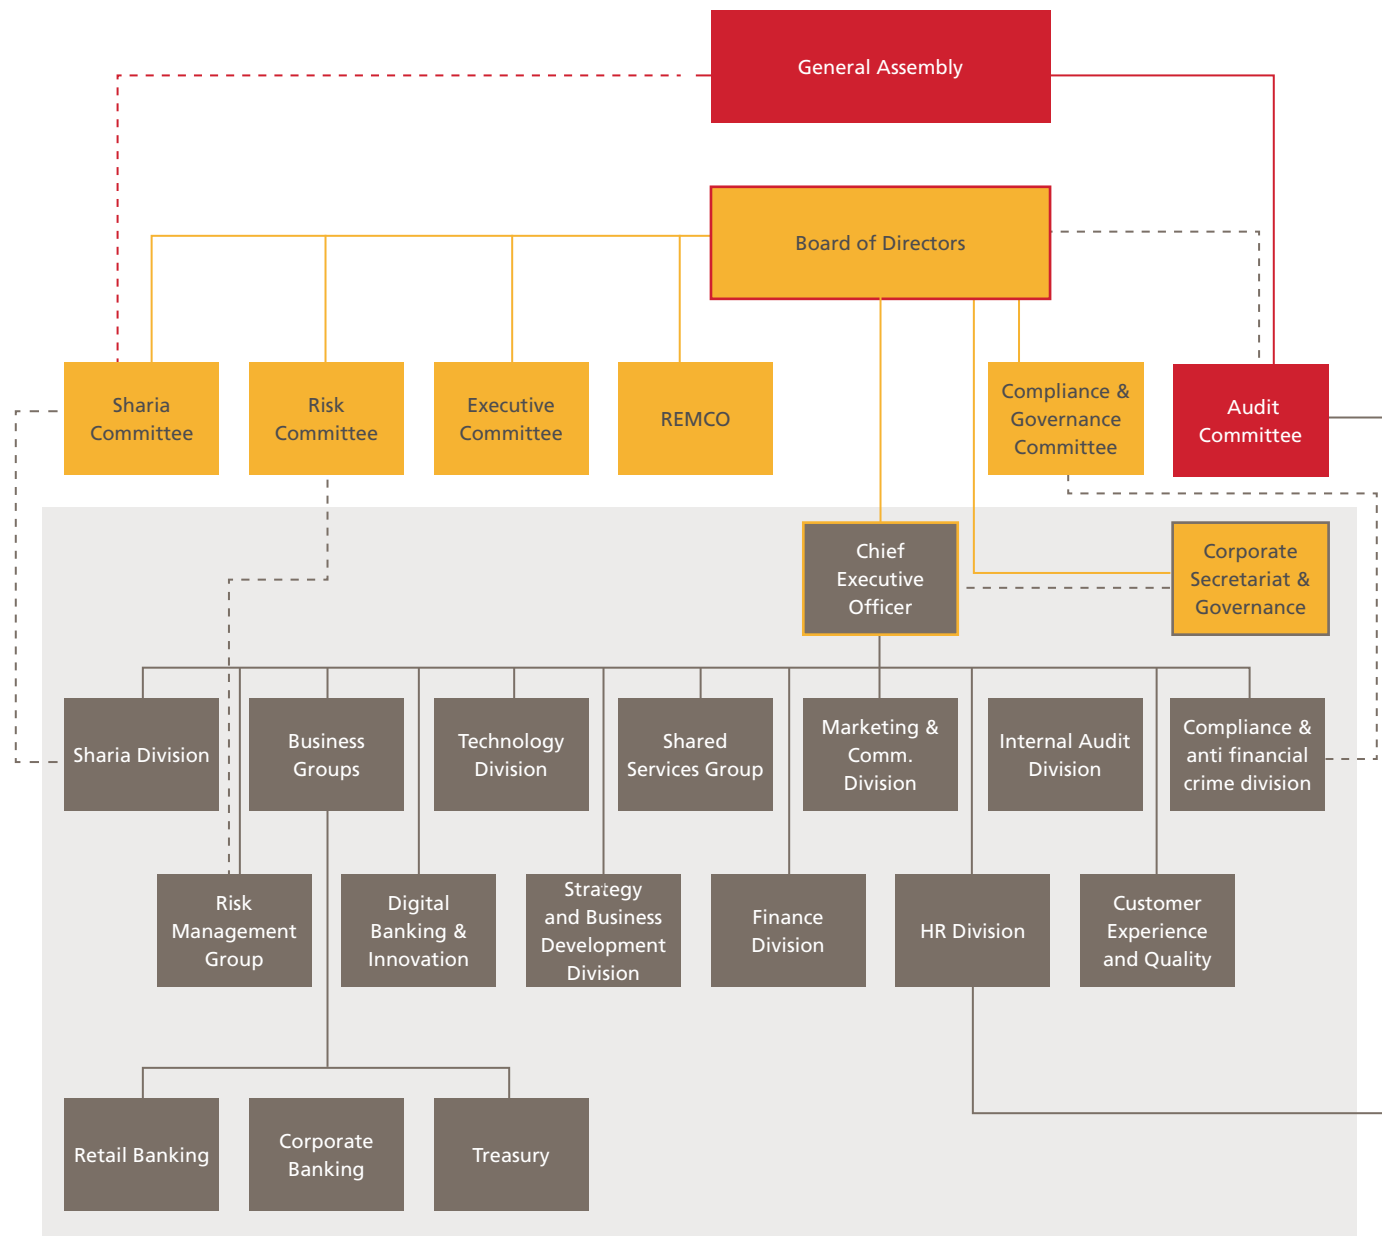 General Assembly
Board of Directors
Sharia
Committee
Risk
Committee
Executive
Committee
REMCO
Compliance &
Governance
Committee
Audit
Committee
Chief
Executive
Officer
Corporate
Secretariat &
Governance
Sharia Division
Business
Groups
Technology
Division
Shared
Services Group
Marketing &
Comm.
Division
Internal Audit
Division
Compliance &
anti financial
crime division
Risk
Management
Group
Digital
Banking &
Innovation
Strategy
and Business
Development
Division
Finance
Division
HR Division
Customer
Experience
and Quality
Retail Banking
Corporate
Banking
Treasury